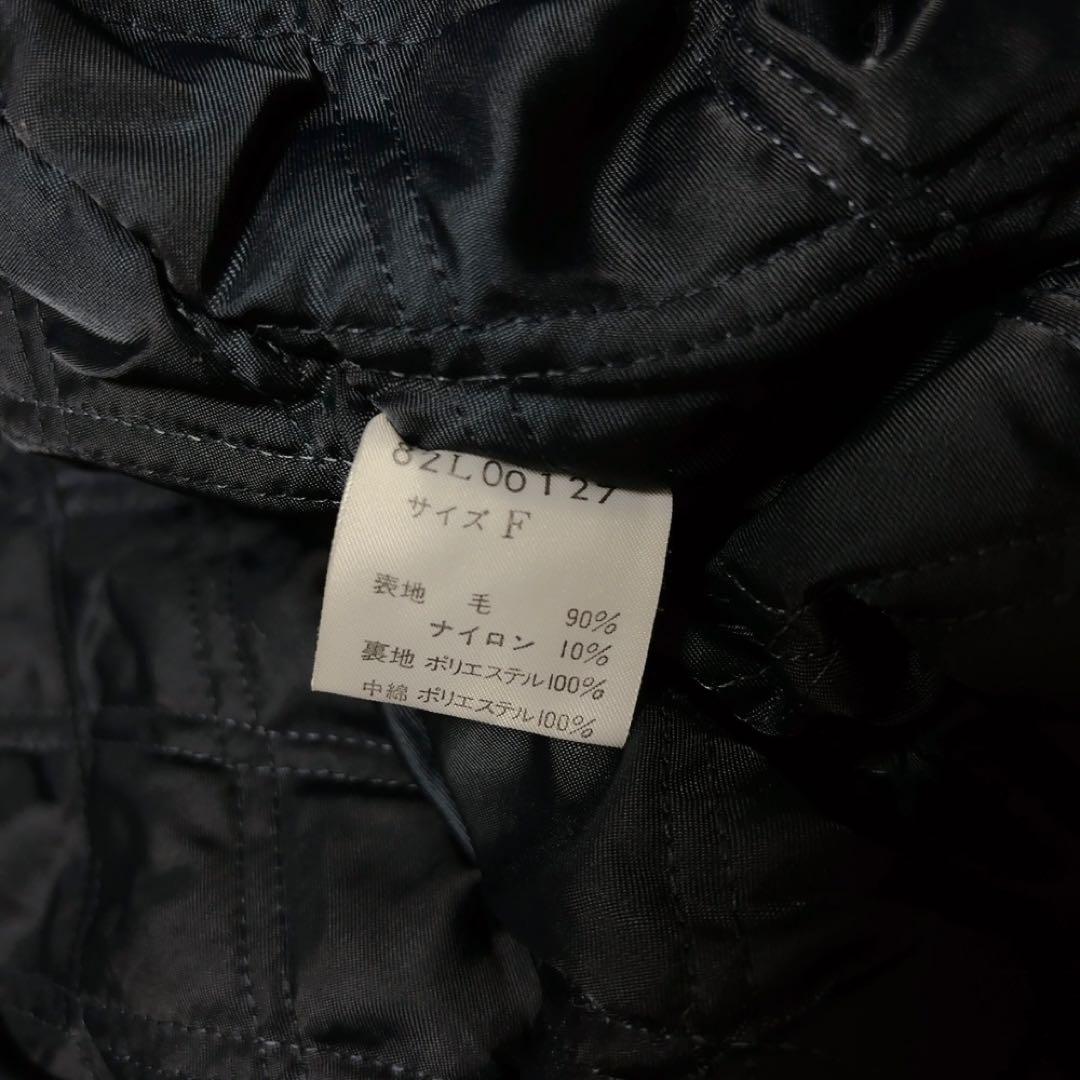 82L00127
サイズ F
表地 毛 90%
ナイロン 10%
裏地 ポリエステル100%
中綿 ポリエステル100%